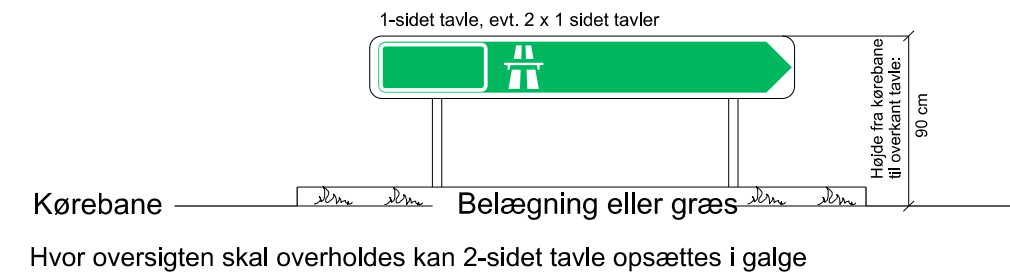 1-sidet tavle, evt. 2 x 1 sidet tavler
Højde fra kørebane
til overkant tavle:
90 cm
Kørebane
Belægning eller græs
Hvor oversigten skal overholdes kan 2-sidet tavle opsættes i galge